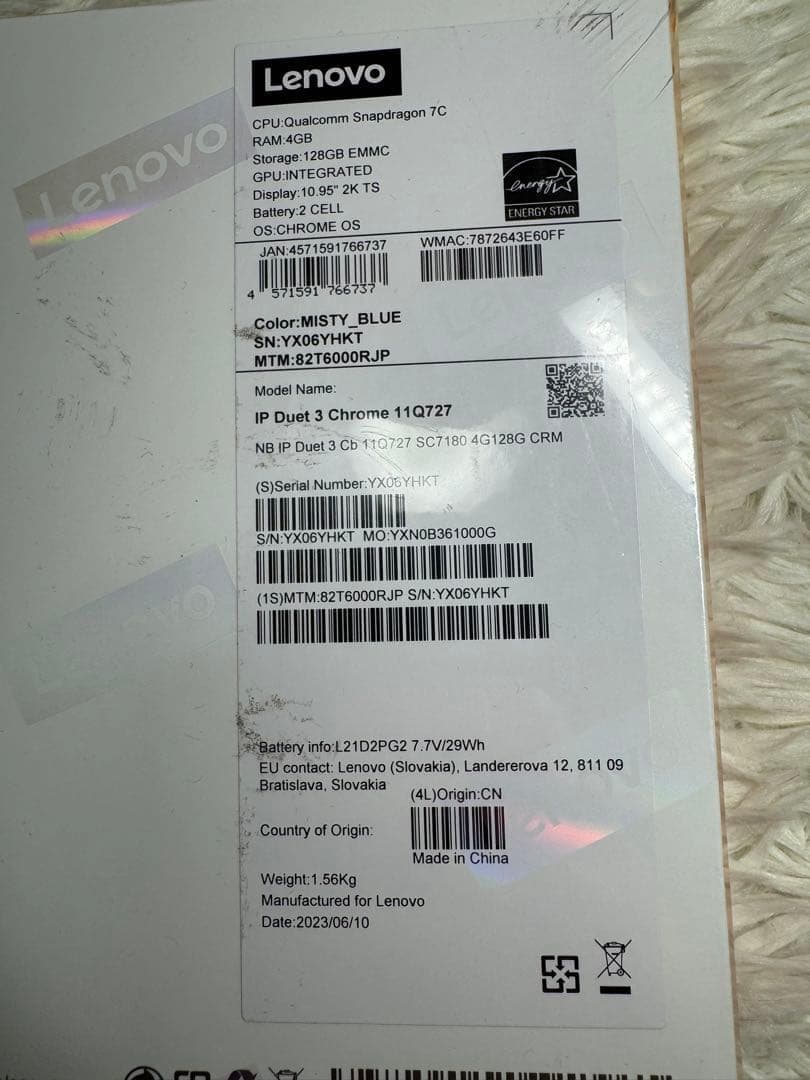 Lenovo
CPU:Qualcomm Snapdragon 7C
RAM:4GB
Storage:128GB EMMC
GPU:INTEGRATED
Display:10.95" 2K TS
Battery:2 CELL
OS:CHROME OS
energy
ENERGY STAR
Lenovo
JAN:4571591766737
WMAC:7872643E60FF
4 571591 766737
Color:MISTY_BLUE
SN:YX06YHKT
MTM:82T6000RJP
Model Name:
IP Duet 3 Chrome 11Q727
NB IP Duet 3 Cb 11Q727 SC7180 4G128G CRM
(S)Serial Number:YX06YHKT
S/N:YX06YHKT MO:YXN0B361000G
(1S)MTM:82T6000RJP S/N:YX06YHKT
Battery info:L21D2PG2 7.7V/29Wh
EU contact: Lenovo (Slovakia), Landererova 12, 811 09
Bratislava, Slovakia
(4L)Origin:CN
Country of Origin:
Made in China
Weight:1.56Kg
Manufactured for Lenovo
Date:2023/06/10